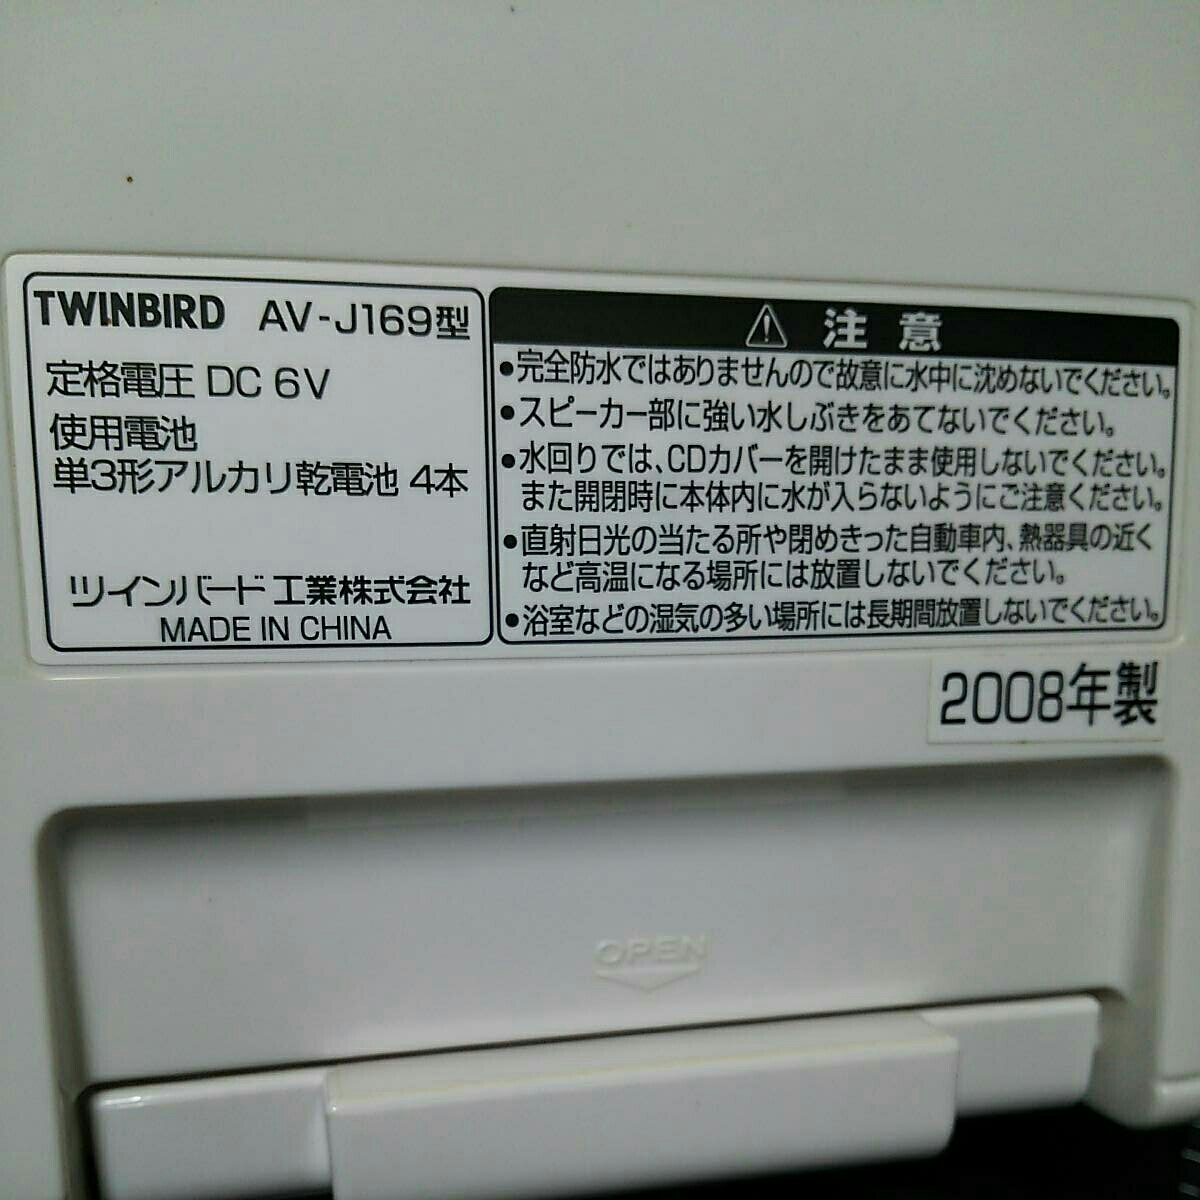 TWINBIRD AV-J169型
定格電圧 DC 6V
使用電池
単3形アルカリ乾電池 4本
ツインバード工業株式会社
MADE IN CHINA
注意
•完全防水ではありませんので故意に水中に沈めないでください。
•スピーカー部に強い水しぶきをあてないでください。
•水回りでは、CDカバーを開けたまま使用しないでください。
また開閉時に本体内に水が入らないようにご注意ください。
•直射日光の当たる所や閉めきった自動車内、熱器具の近く
など高温になる場所には放置しないでください。
•浴室などの湿気の多い場所には長期間放置しないでください。
2008年製
OPEN